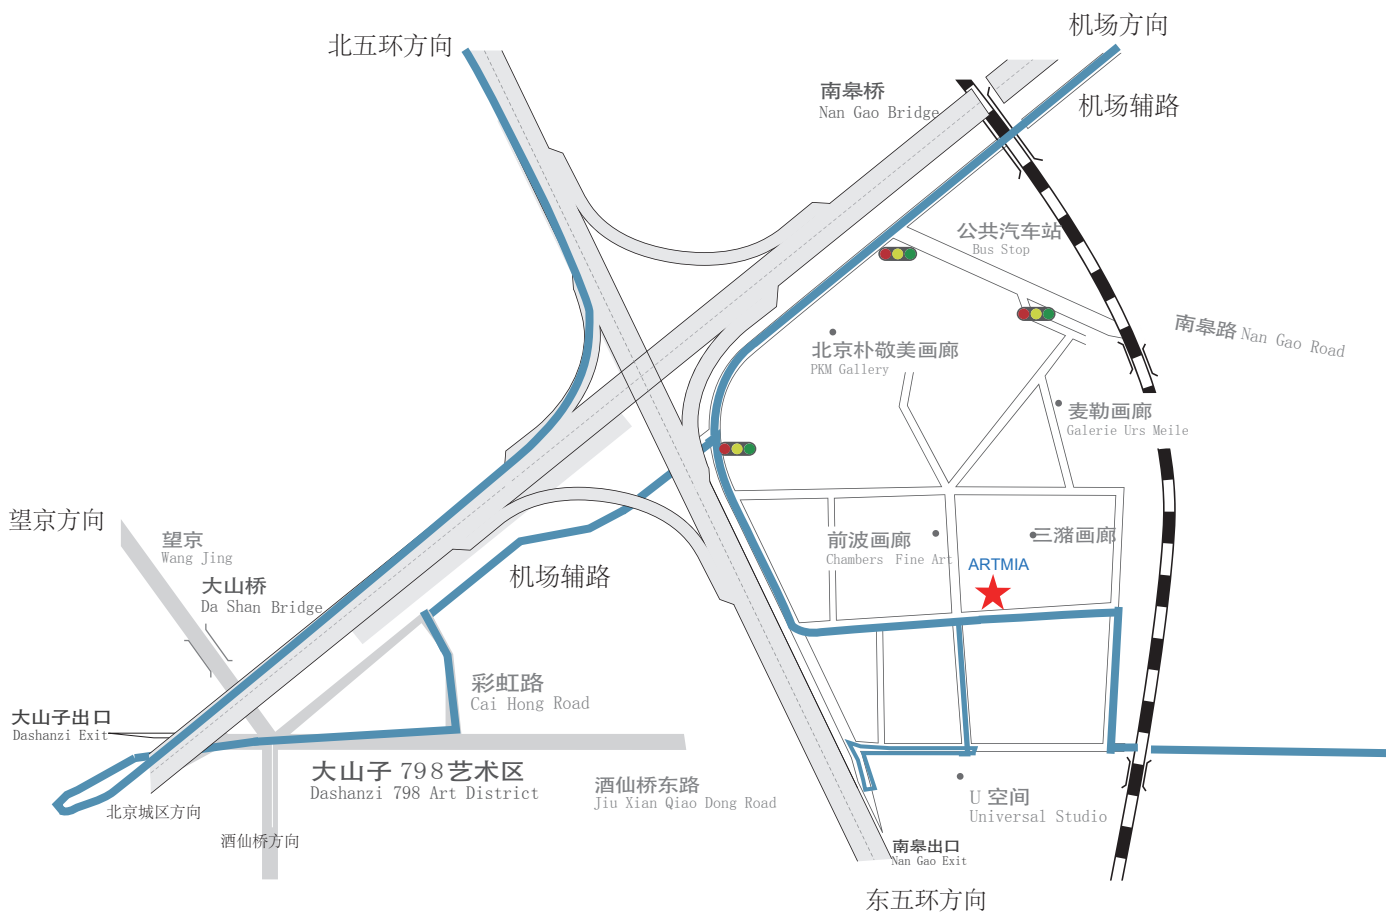 机场方向
北五环方向
南皋桥
Nan Gao Bridge
机场辅路
公共汽车站
Bus Stop
南皋路 Nan Gao Road
北京朴敬美画廊
PKM Gallery
麦勒画廊
Galerie Urs Meile
望京方向
望京
Wang Jing
前波画廊
Chambers Fine Art
三潴画廊
ARTMIA
大山桥
Da Shan Bridge
机场辅路
彩虹路
Cai Hong Road
大山子出口
Dashanzi Exit
大山子 798艺术区
Dashanzi 798 Art District
酒仙桥东路
Jiu Xian Qiao Dong Road
U 空间
Universal Studio
北京城区方向
酒仙桥方向
南皋出口
Nan Gao Exit
东五环方向